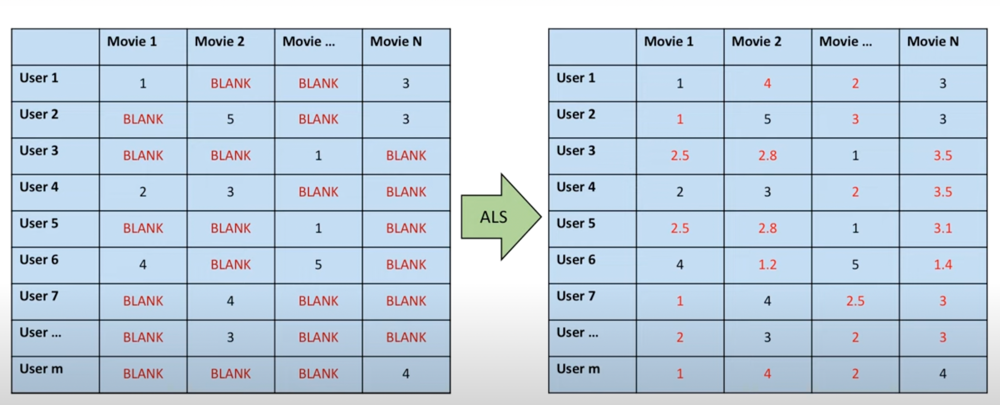 Movie 1 Movie 2 Movie ... Movie N
User 1 1 BLANK BLANK 3
User 2 BLANK 5 BLANK 3
User 3 BLANK BLANK 1 BLANK
User 4 2 3 BLANK BLANK
User 5 BLANK BLANK 1 BLANK
User 6 4 BLANK 5 BLANK
User 7 BLANK 4 BLANK BLANK
User ... BLANK 3 BLANK BLANK
User m BLANK BLANK BLANK 4
ALS
Movie 1 Movie 2 Movie ... Movie N
User 1 1 4 2 3
User 2 1 5 3 3
User 3 2.5 2.8 1 3.5
User 4 2 3 2 3.5
User 5 2.5 2.8 1 3.1
User 6 4 1.2 5 1.4
User 7 1 4 2.5 3
User ... 2 3 2 3
User m 1 4 2 4